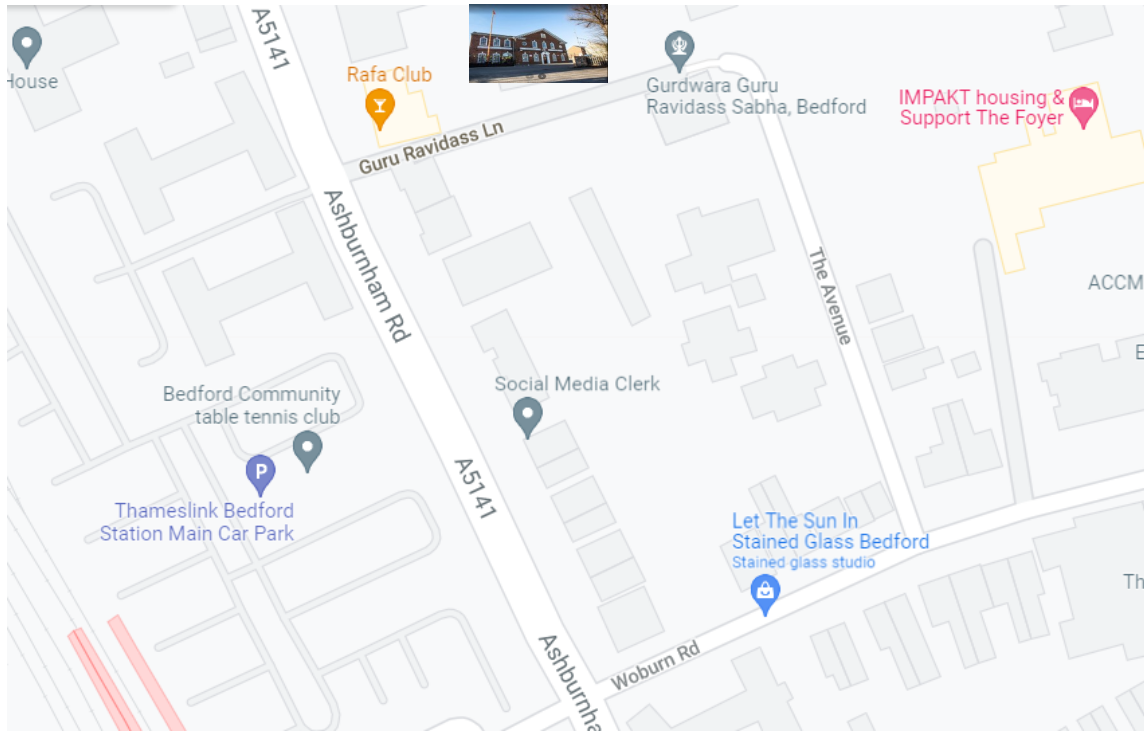 A5141
House
Rafa Club
Gurdwara Guru
Ravidass Sabha, Bedford
IMPAKT housing &
Support The Foyer
Guru Ravidass Ln
Ashburnham Rd
The Avenue
ACCM
E
Social Media Clerk
Bedford Community
table tennis club
P
A5141
Thameslink Bedford
Station Main Car Park
Let The Sun In
Stained Glass Bedford
Stained glass studio
Th
Woburn Rd
Ashburnha